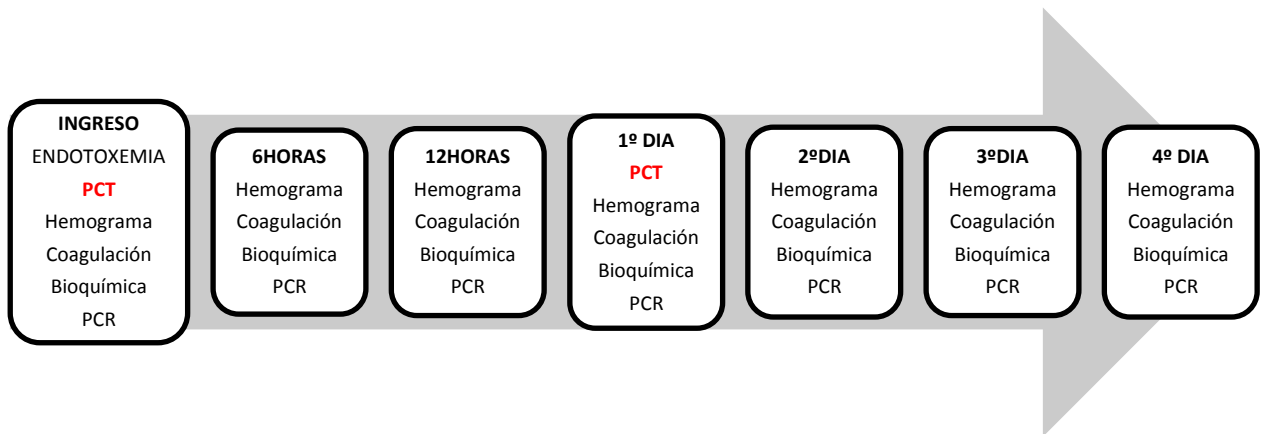 INGRESO
ENDOTOXEMIA
PCT
Hemograma
Coagulación
Bioquímica
PCR
6HORAS
Hemograma
Coagulación
Bioquímica
PCR
12HORAS
Hemograma
Coagulación
Bioquímica
PCR
1º DIA
PCT
Hemograma
Coagulación
Bioquímica
PCR
2ºDIA
Hemograma
Coagulación
Bioquímica
PCR
3ºDIA
Hemograma
Coagulación
Bioquímica
PCR
4º DIA
Hemograma
Coagulación
Bioquímica
PCR